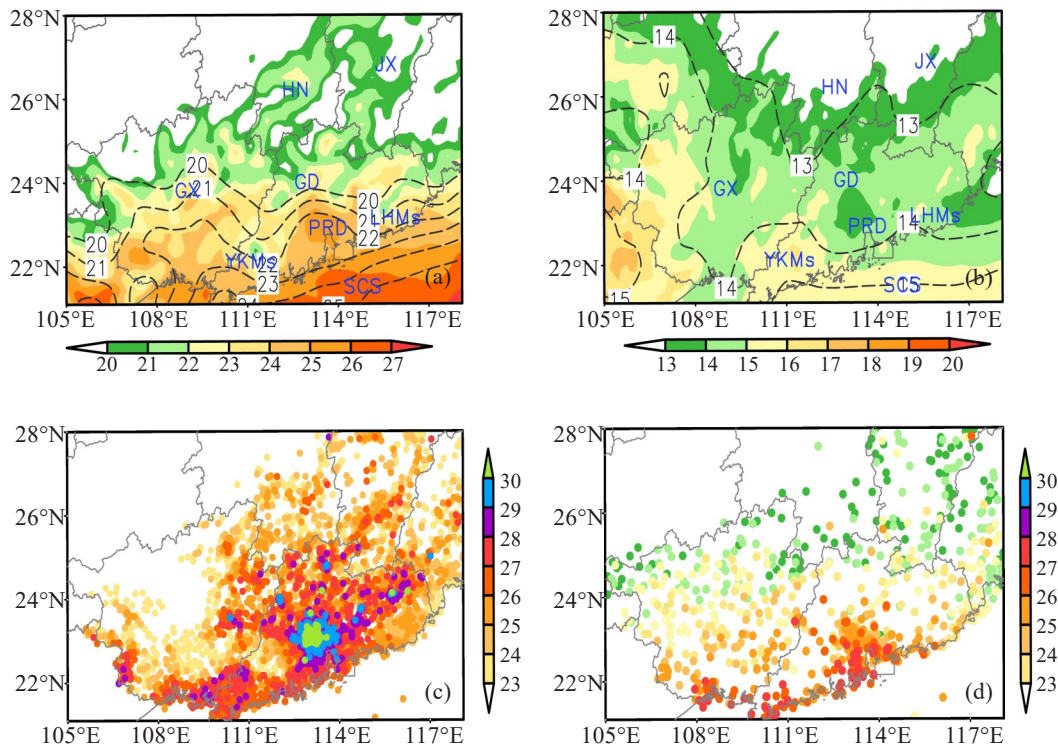 28°N
26°N
24°N
22°N
105°E 108°E 111°E 114°E 117°E
JX
HN
20
GX 21
GD
20
21
LHMs
PRD
22
20
21
YKMs
23
SCS
(a)
20 21 22 23 24 25 26 27
28°N
26°N
24°N
22°N
105°E 108°E 111°E 114°E 117°E
14
JX
HN
13
13
14
GX
GD
LHMs
PRD
14
YKMs
14
SCS
15
15
(b)
13 14 15 16 17 18 19 20
28°N
26°N
24°N
22°N
105°E 108°E 111°E 114°E 117°E
(c)
30
29
28
27
26
25
24
23
28°N
26°N
24°N
22°N
105°E 108°E 111°E 114°E 117°E
(d)
30
29
28
27
26
25
24
23